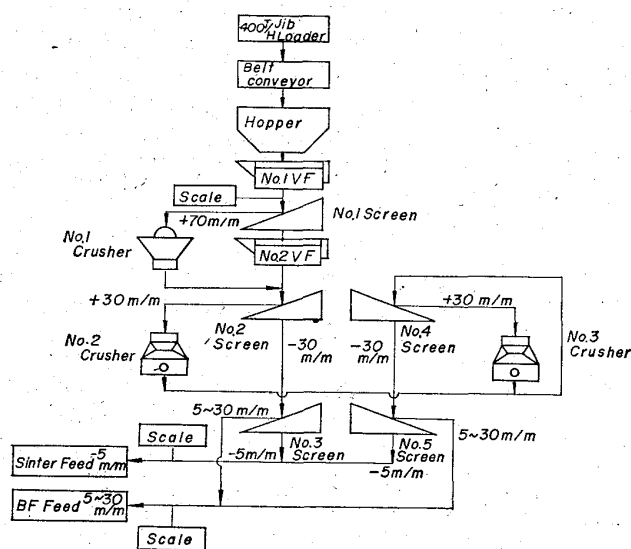 400T/H Jib
Loader
Belt
conveyor
Hopper
No.1 VF
Scale
+70m/m
No.1 Screen
No.1
Crusher
No.2 VF
+30 m/m
No.2
Screen
-30
m/m
-30
m/m
No.4
Screen
+30 m/m
No.2
Crusher
No.3
Crusher
5~30 m/m
No.3
Screen
No.5
Screen
5~30 m/m
Scale
-5m/m
-5m/m
Sinter Feed -5
m/m
BF Feed 5~30
m/m
Scale